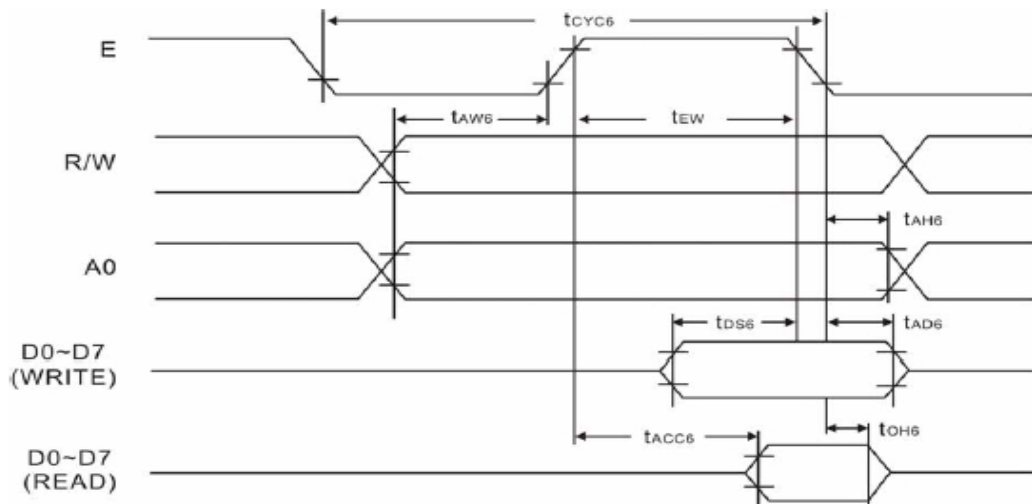 tCYC6
E
tAW6
tEW
R/W
tAH6
A0
tDS6
tAD6
D0~D7
(WRITE)
tACC6
tOH6
D0~D7
(READ)